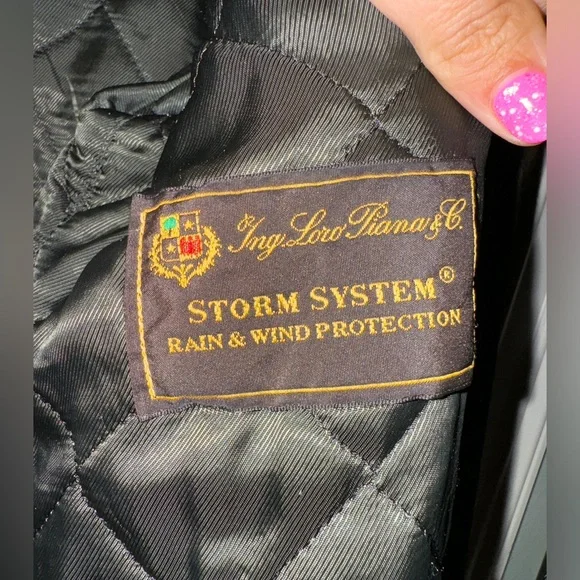 Ing. Loro Piana & C.
STORM SYSTEM®
RAIN & WIND PROTECTION